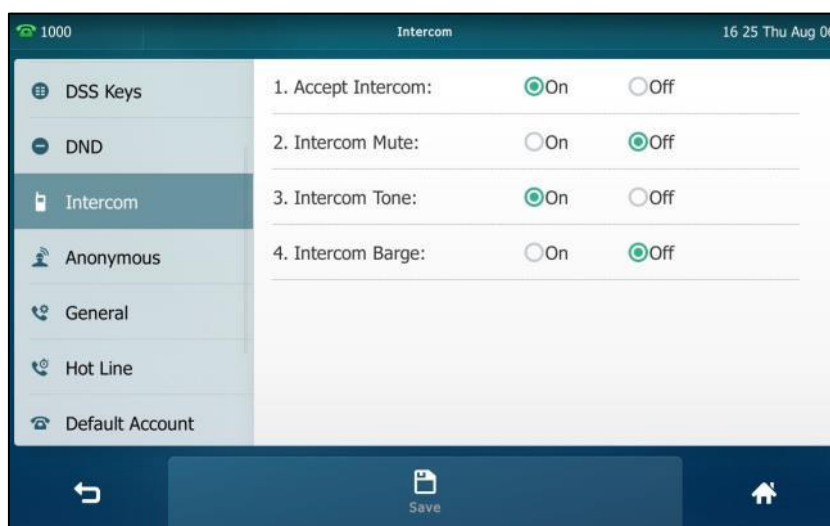 1000 Intercom 16 25 Thu Aug 06
DSS Keys
DND
Intercom
Anonymous
General
Hot Line
Default Account
1. Accept Intercom: On Off
2. Intercom Mute: On Off
3. Intercom Tone: On Off
4. Intercom Barge: On Off
Save